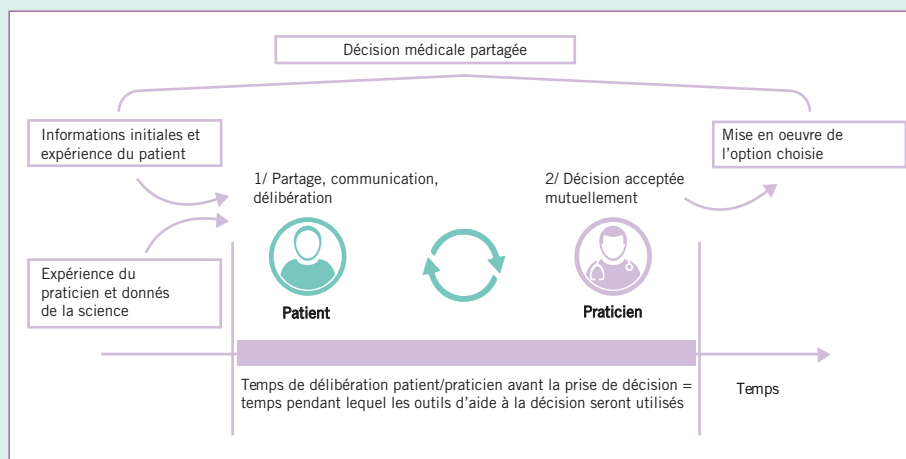 Décision médicale partagée
Informations initiales et
expérience du patient
Mise en oeuvre de
l'option choisie
1/ Partage, communication,
délibération
2/ Décision acceptée
mutuellement
Expérience du
praticien et donnés
de la science
Patient
Praticien
Temps de délibération patient/praticien avant la prise de décision =
temps pendant lequel les outils d'aide à la décision seront utilisés
Temps